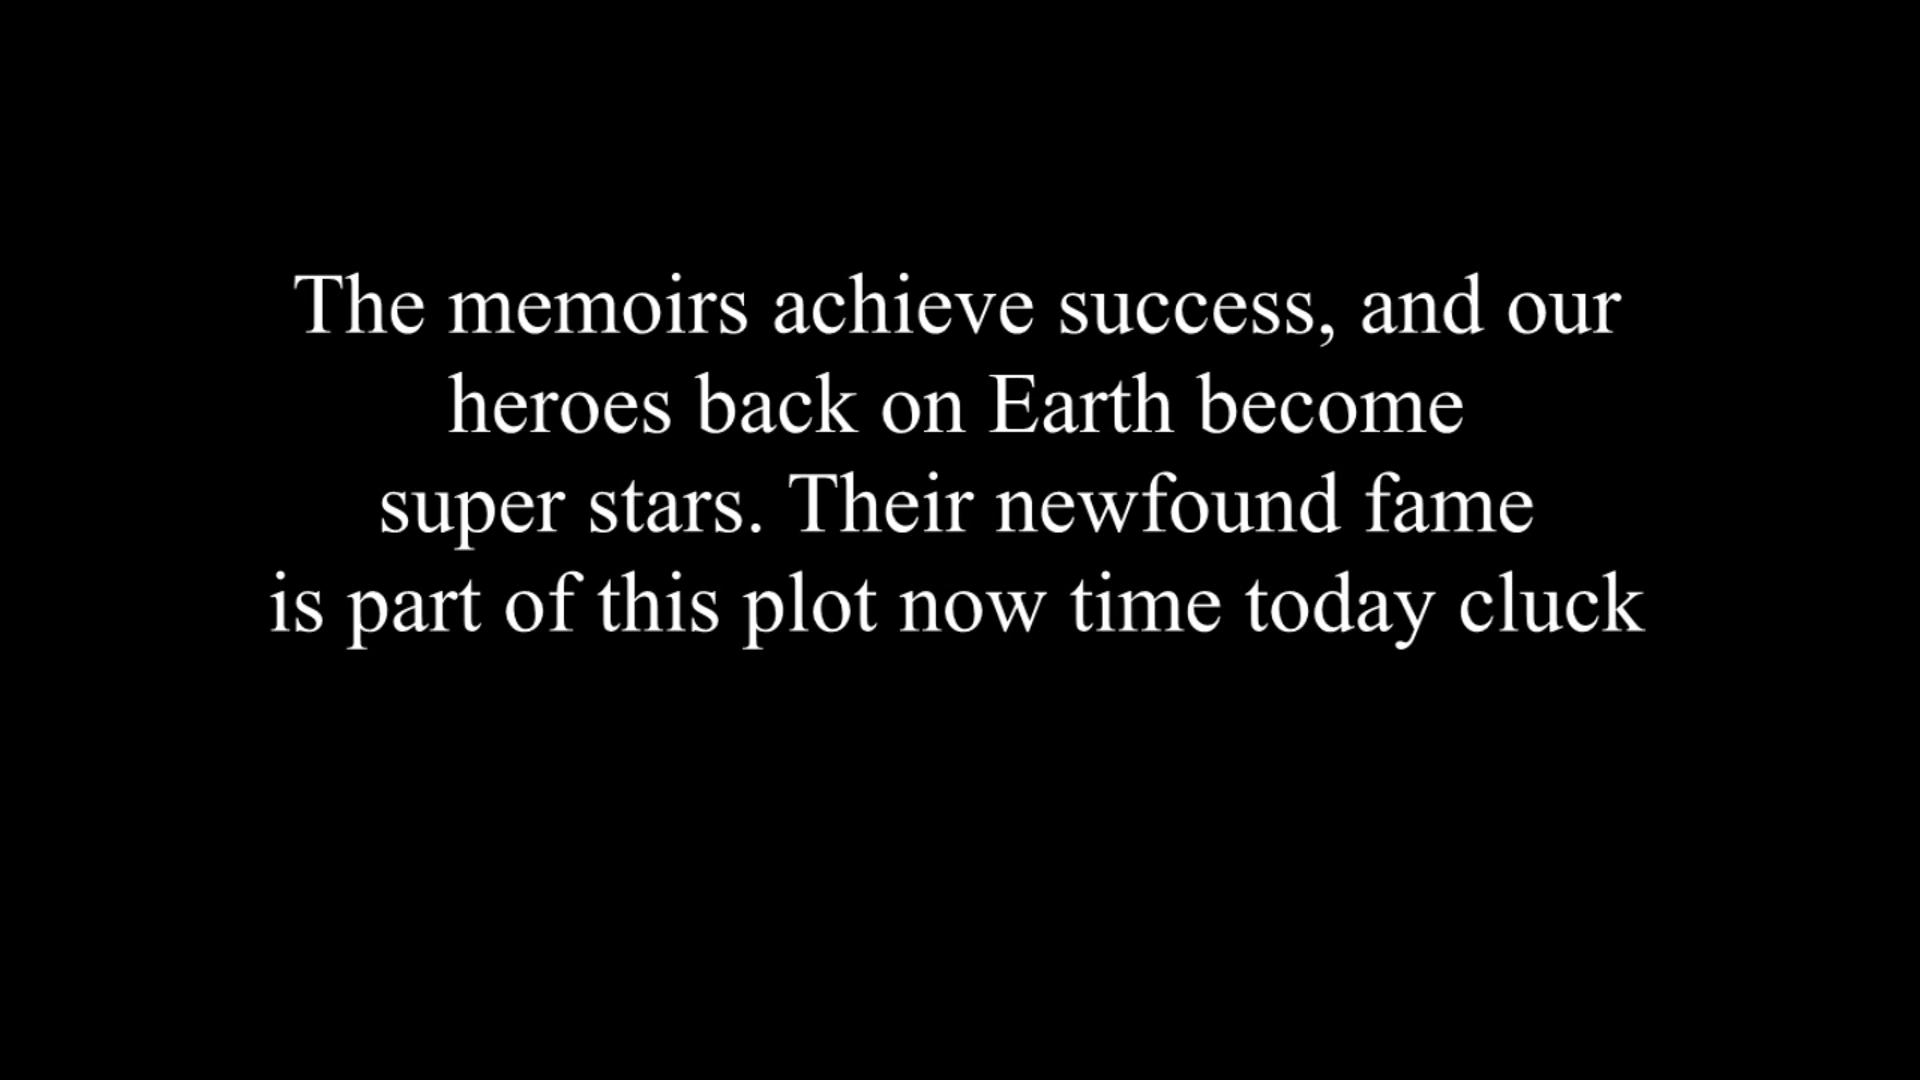 The memoirs achieve success, and our
heroes back on Earth become
super stars. Their newfound fame
is part of this plot now time today cluck